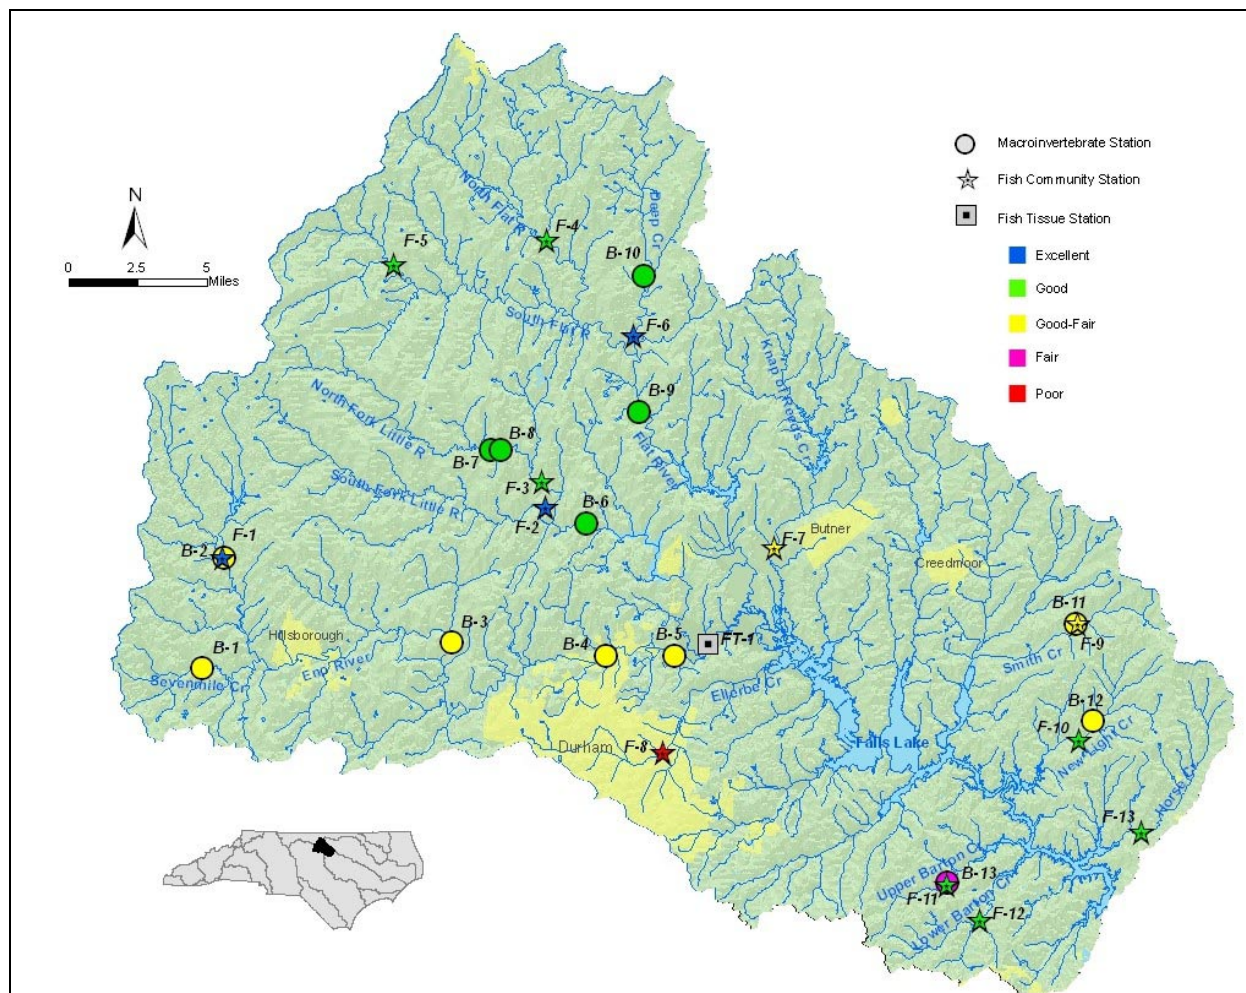 Macroinvertebrate Station
Fish Community Station
Fish Tissue Station
Excellent
Good
Good-Fair
Fair
Poor
N
0 2.5 5
Miles
North Flat R
Deep Cr
F-4
F-5
B-10
South Flat R
F-6
Knap of Reeds Cr
B-9
North Fork Little R
B-8
B-7
Flat River
South Fork Little R
F-3
B-6
F-2
F-1
B-2
F-7
Butner
Creedmoor
B-11
F-9
Smith Cr
Hillsborough
B-3
B-4
B-5
FT-1
B-1
Eno River
Sevenmile Cr
Ellerbe Cr
B-12
F-10
New Light Cr
Durham
F-8
Falls Lake
Horse Cr
F-13
Upper Barton Cr
B-13
F-11
Lower Barton Cr
F-12